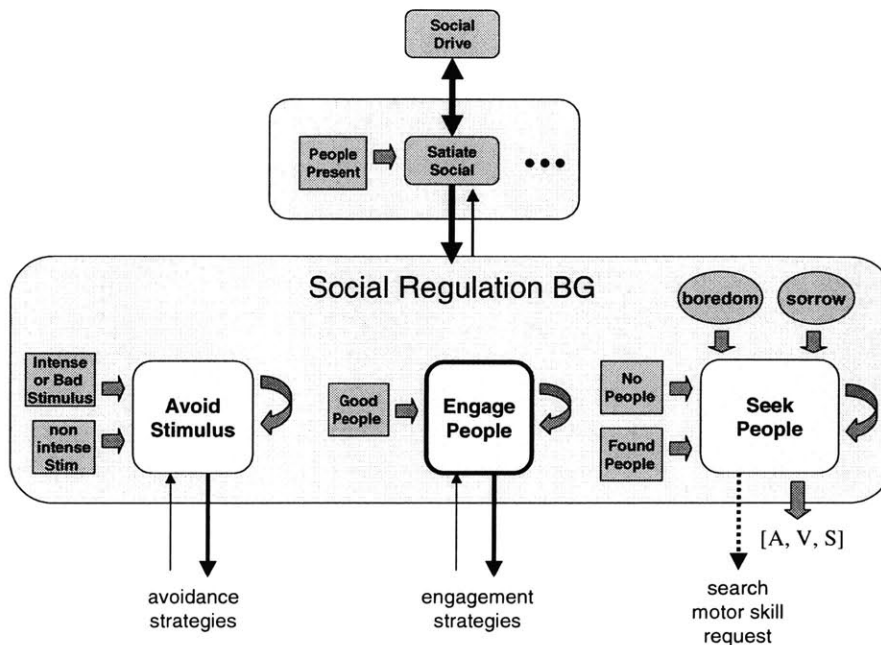 Social
Drive
People
Present
Satiate
Social
Social Regulation BG
boredom
sorrow
Intense
or Bad
Stimulus
non
intense
Stim
Avoid
Stimulus
Good
People
Engage
People
No
People
Found
People
Seek
People
[A, V, S]
avoidance
strategies
engagement
strategies
search
motor skill
request